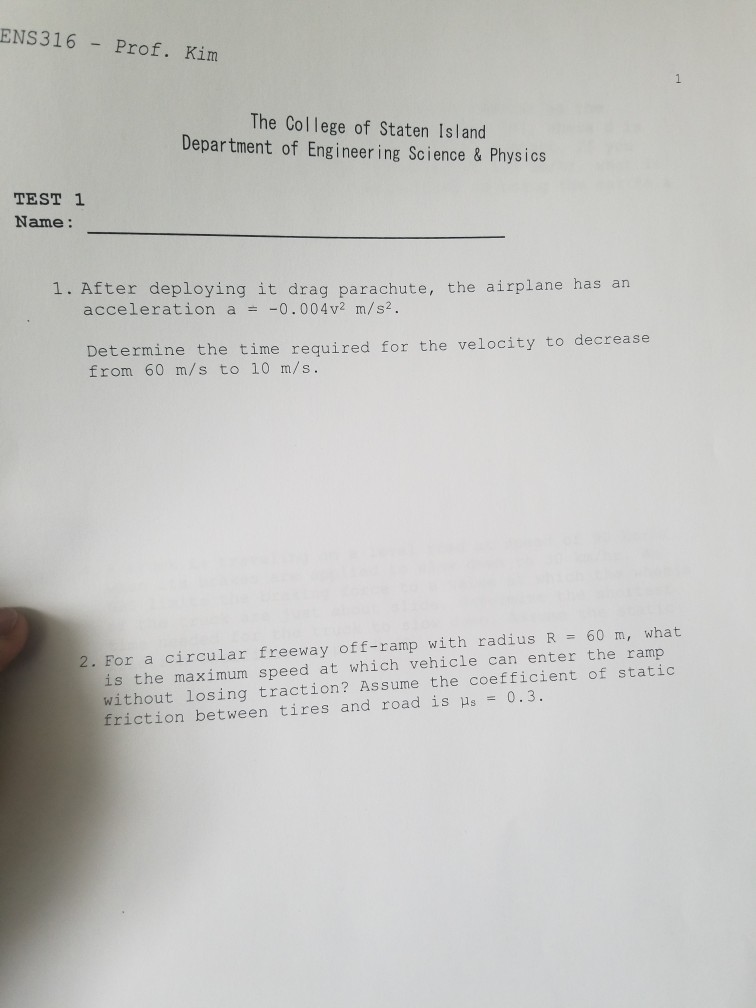 ENS316 - Prof. Kim
1
The College of Staten Island
Department of Engineering Science & Physics
TEST 1
Name:
1. After deploying it drag parachute, the airplane has an
acceleration a = -0.004v² m/s².
Determine the time required for the velocity to decrease
from 60 m/s to 10 m/s.
2. For a circular freeway off-ramp with radius R = 60 m, what
is the maximum speed at which vehicle can enter the ramp
without losing traction? Assume the coefficient of static
friction between tires and road is μs = 0.3.